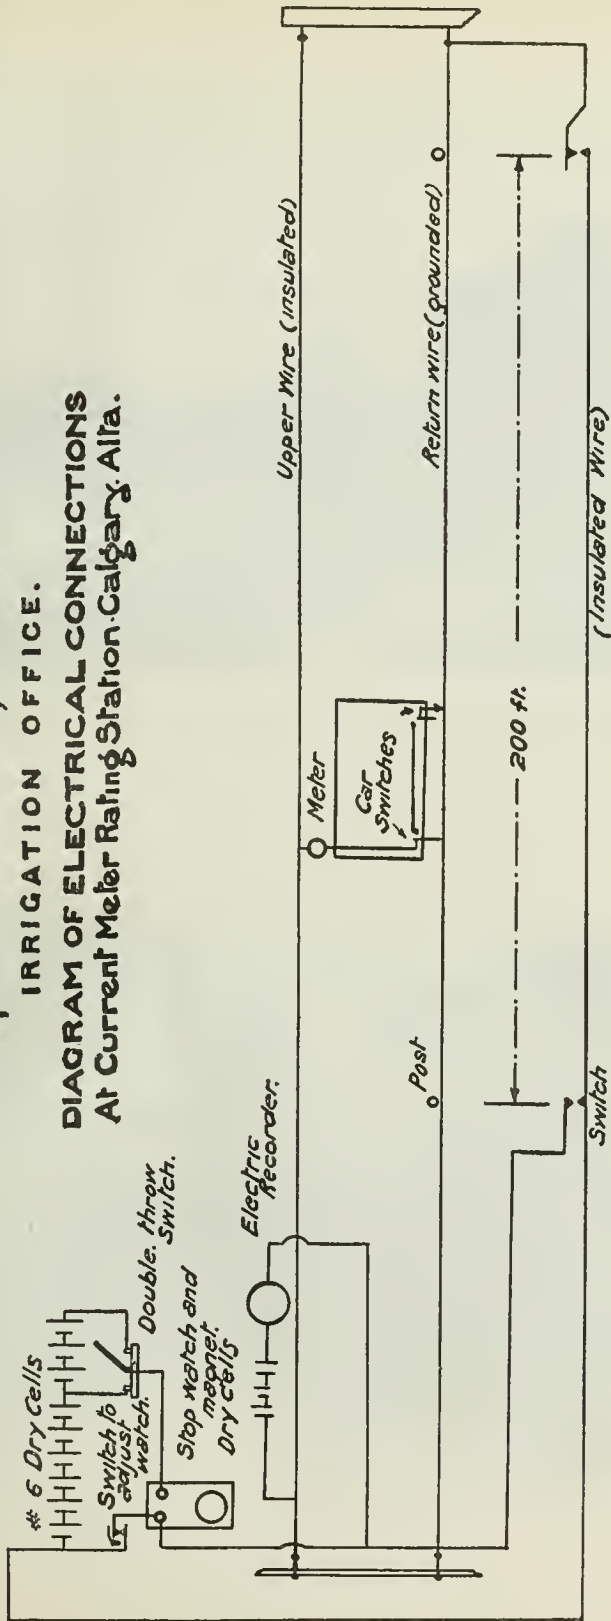 IRRIGATION OFFICE.
DIAGRAM OF ELECTRICAL CONNECTIONS
At Current Meter Rating Station-Calgary. Alta.
# 6 Dry Cells
Switch to
adjust
watch.
Double. throw
switch.
Stop watch and
magnet.
Dry Cells
Electric
Recorder.
Upper Wire (insulated)
Meter
Car
Switches
Return wire (grounded)
Post
200 ft.
Switch
(Insulated Wire)